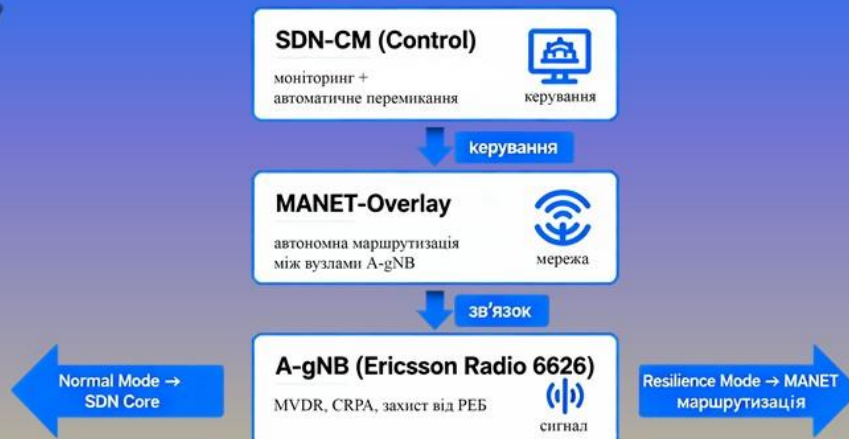 SDN-CM (Control)
моніторинг +
автоматичне перемикання
керування
керування
MANET-Overlay
автономна маршрутизація
між вузлами A-gNB
мережа
зв'язок
A-gNB (Ericsson Radio 6626)
MVDR, CRPA, захист від РЕБ
сигнал
Normal Mode →
SDN Core
Resilience Mode → MANET
маршрутизація